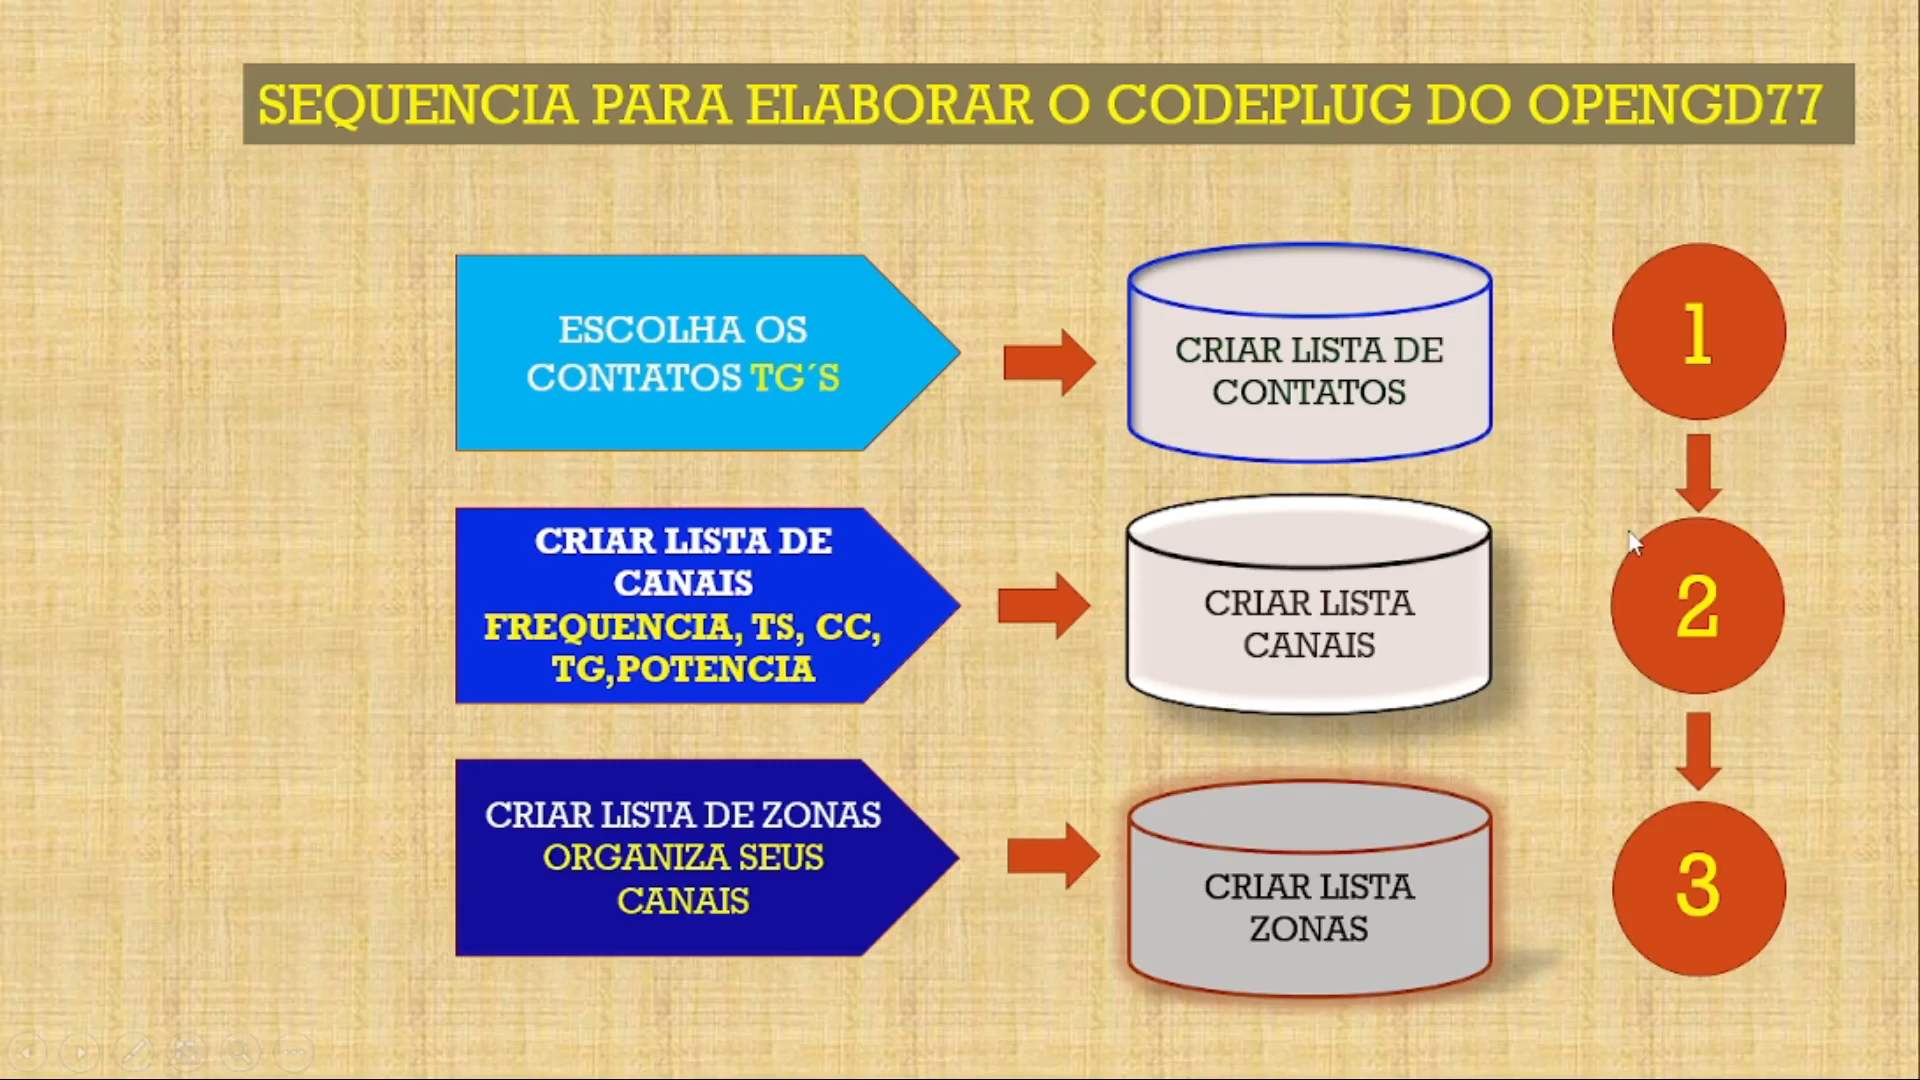 SEQUENCIA PARA ELABORAR O CODEPLUG DO OPENGD77
ESCOLHA OS
CONTATOS TG´S
CRIAR LISTA DE
CONTATOS
1
CRIAR LISTA DE
CANAIS
FREQUENCIA, TS, CC,
TG,POTENCIA
CRIAR LISTA
CANAIS
2
CRIAR LISTA DE ZONAS
ORGANIZA SEUS
CANAIS
CRIAR LISTA
ZONAS
3